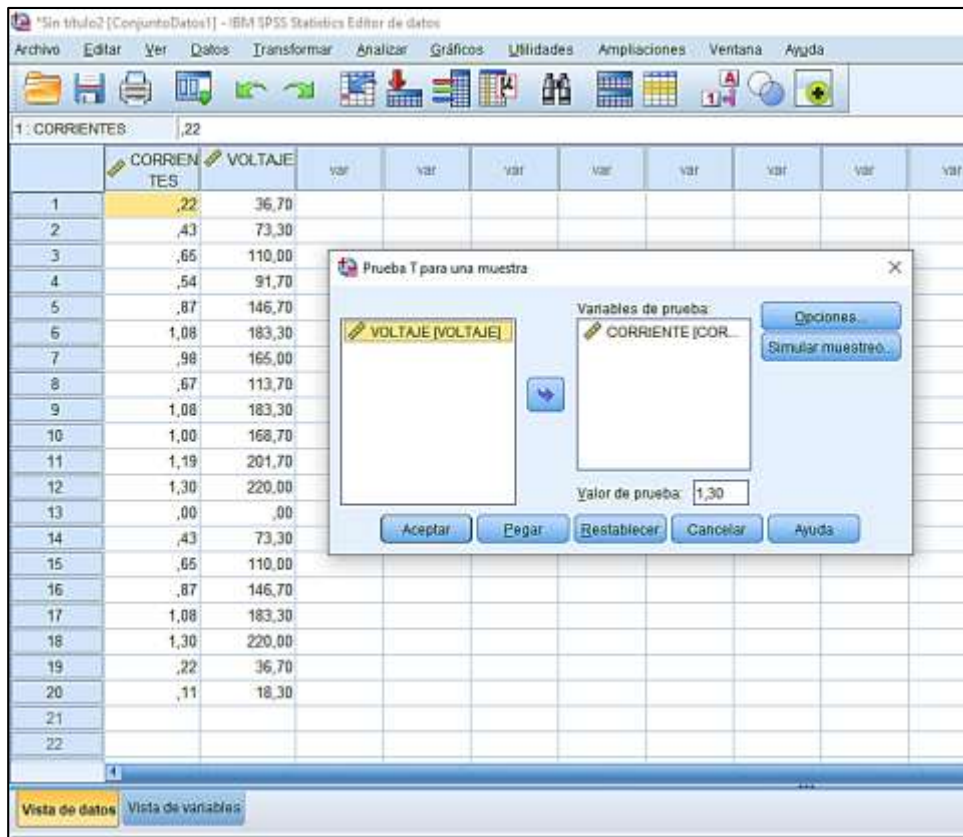 *Sin título2 [ConjuntoDatos1] - IBM SPSS Statistics Editor de datos
Archivo Editar Ver Datos Transformar Analizar Gráficos Utilidades Ampliaciones Ventana Ayuda
1 : CORRIENTES ,22
CORRIEN
TES VOLTAJE var var var var var var var var
1 ,22 36,70
2 ,43 73,30
3 ,65 110,00
4 ,54 91,70
5 ,87 146,70
6 1,08 183,30
7 ,98 165,00
8 ,67 113,70
9 1,08 183,30
10 1,00 168,70
11 1,19 201,70
12 1,30 220,00
13 ,00 ,00
14 ,43 73,30
15 ,65 110,00
16 ,87 146,70
17 1,08 183,30
18 1,30 220,00
19 ,22 36,70
20 ,11 18,30
21
22
Prueba T para una muestra
VOLTAJE [VOLTAJE]
Variables de prueba:
CORRIENTE [COR...
Opciones...
Simular muestreo...
Valor de prueba: 1,30
Aceptar Pegar Restablecer Cancelar Ayuda
Vista de datos Vista de variables